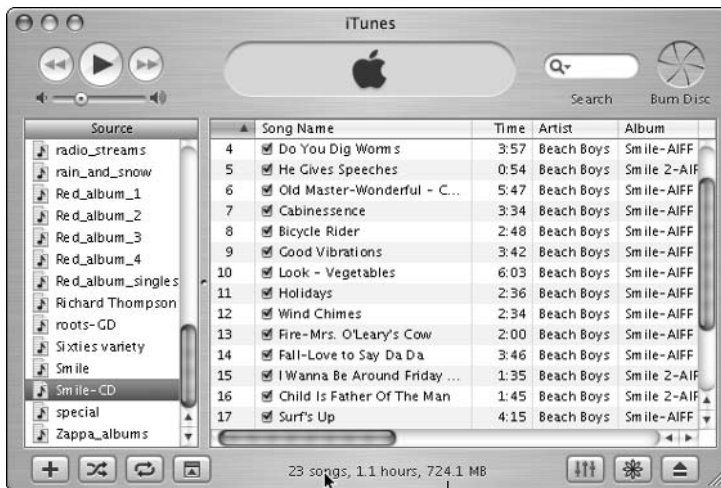 iTunes
Search
Burn Disc
Source
Song Name Time Artist Album
radio_streams
rain_and_snow
Red_album_1
Red_album_2
Red_album_3
Red_album_4
Red_album_singles
Richard Thompson
roots-GD
Sixties variety
Smile
Smile-CD
special
Zappa_albums
4 Do You Dig Worms 3:57 Beach Boys Smile-AIFF
5 He Gives Speeches 0:54 Beach Boys Smile 2-AIF
6 Old Master-Wonderful - C... 5:47 Beach Boys Smile-AIFF
7 Cabinessence 3:34 Beach Boys Smile-AIFF
8 Bicycle Rider 2:48 Beach Boys Smile-AIFF
9 Good Vibrations 3:42 Beach Boys Smile-AIFF
10 Look - Vegetables 6:03 Beach Boys Smile-AIFF
11 Holidays 2:36 Beach Boys Smile-AIFF
12 Wind Chimes 2:34 Beach Boys Smile-AIFF
13 Fire-Mrs. O'Leary's Cow 2:00 Beach Boys Smile-AIFF
14 Fall-Love to Say Da Da 3:46 Beach Boys Smile-AIFF
15 I Wanna Be Around Friday ... 1:35 Beach Boys Smile 2-AIF
16 Child Is Father Of The Man 1:45 Beach Boys Smile 2-AIF
17 Surf's Up 4:15 Beach Boys Smile-AIFF
23 songs, 1.1 hours, 724.1 MB